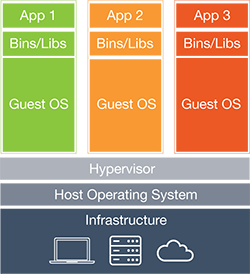 App 1 App 2 App 3
Bins/Libs Bins/Libs Bins/Libs
Guest OS Guest OS Guest OS
Hypervisor
Host Operating System
Infrastructure